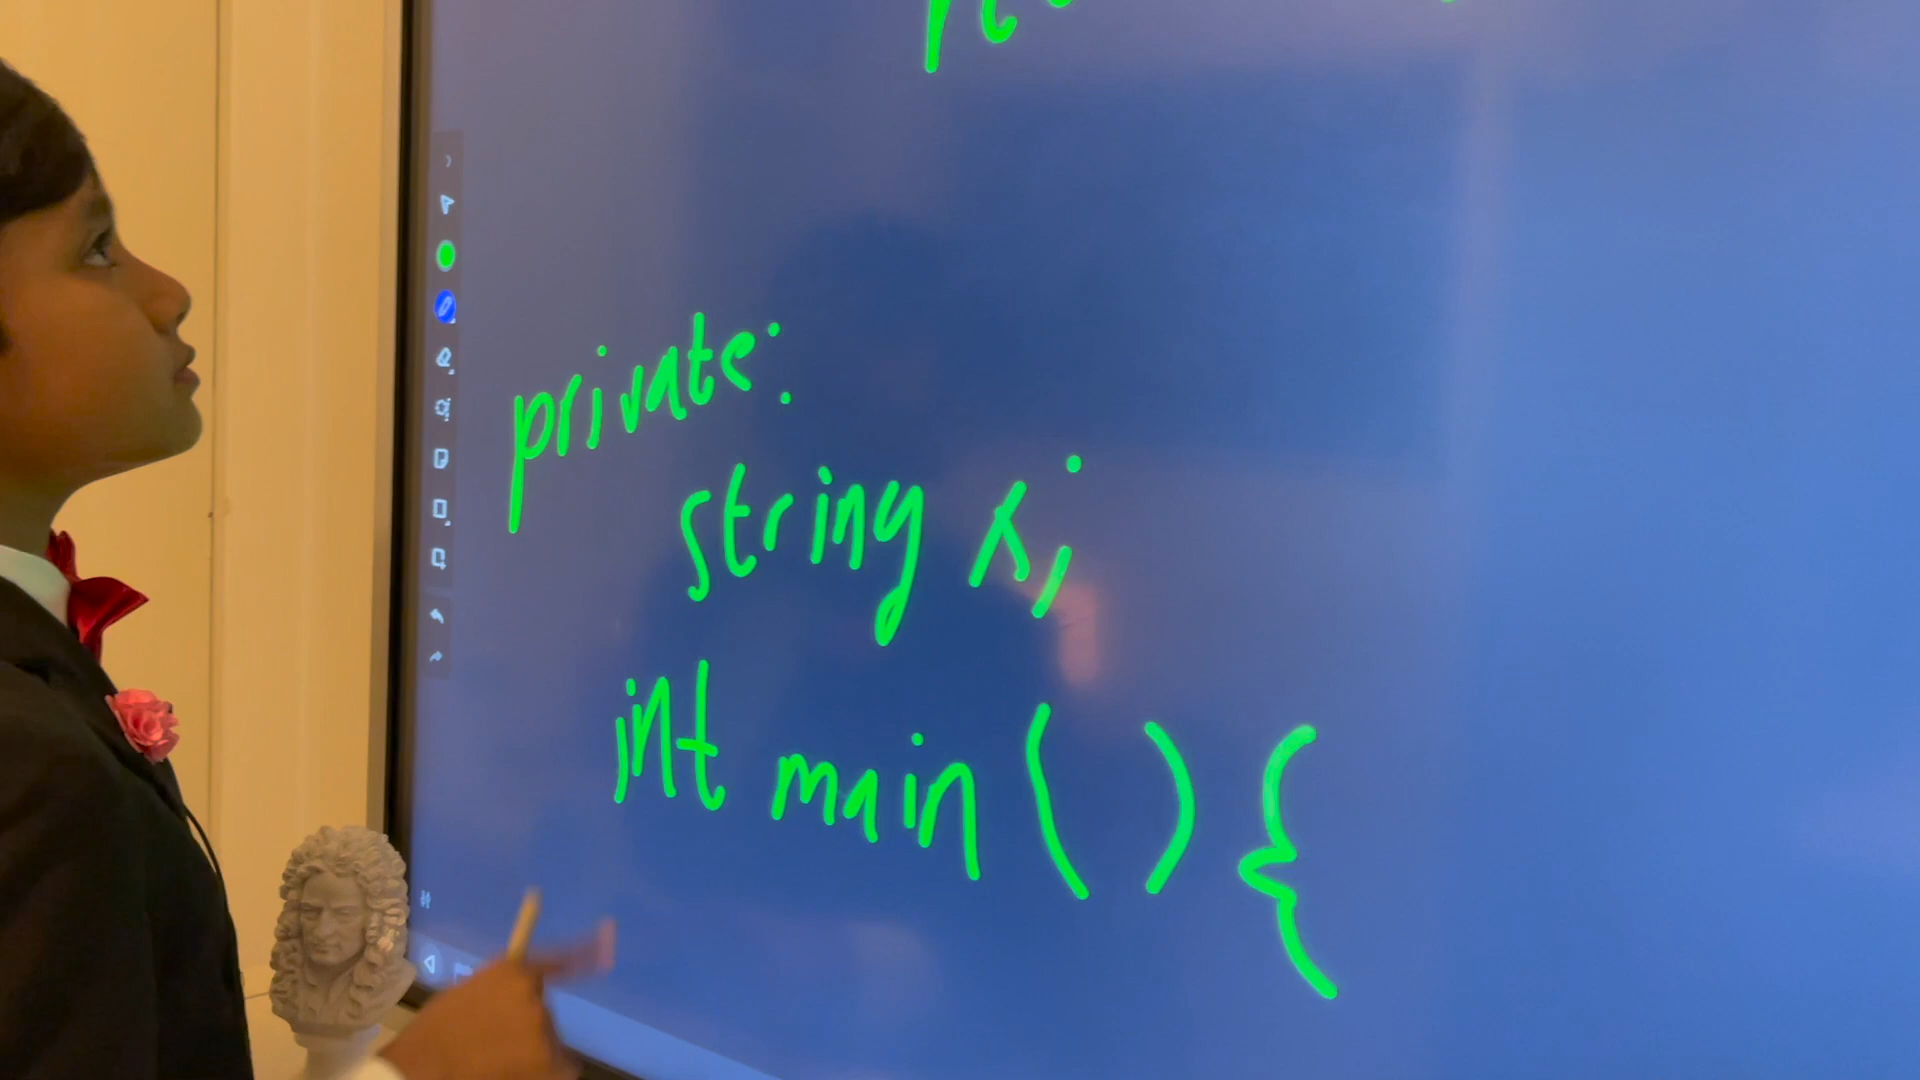 private:
string x;
int main() {